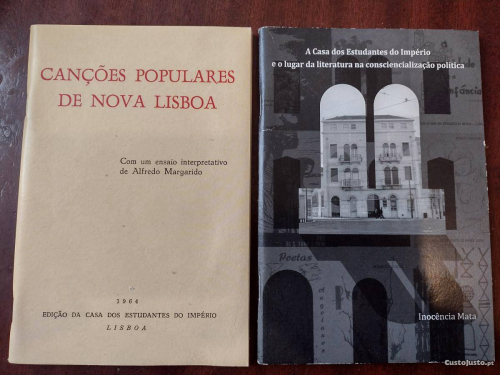 CANÇÕES POPULARES
DE NOVA LISBOA
Com um ensaio interpretativo
de Alfredo Margarido
1964
EDIÇÃO DA CASA DOS ESTUDANTES DO IMPÉRIO
LISBOA
A Casa dos Estudantes do Império
e o lugar da literatura na consciencialização política
Poetas
Inocência Mata
CustoJusto.pt